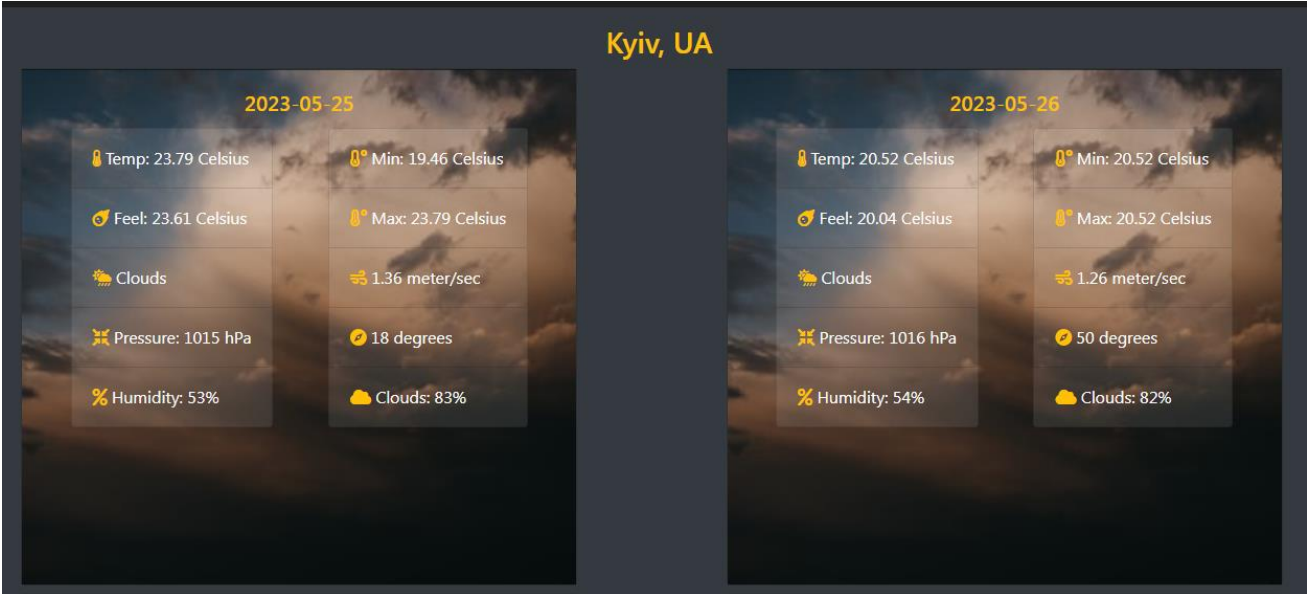 Kyiv, UA
2023-05-25
Temp: 23.79 Celsius
Feel: 23.61 Celsius
Clouds
Pressure: 1015 hPa
Humidity: 53%
Min: 19.46 Celsius
Max: 23.79 Celsius
1.36 meter/sec
18 degrees
Clouds: 83%
2023-05-26
Temp: 20.52 Celsius
Feel: 20.04 Celsius
Clouds
Pressure: 1016 hPa
Humidity: 54%
Min: 20.52 Celsius
Max: 20.52 Celsius
1.26 meter/sec
50 degrees
Clouds: 82%